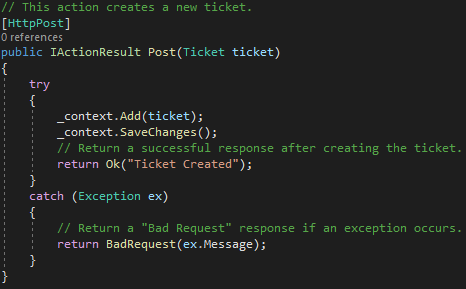 // This action creates a new ticket.
[HttpPost]
0 references
public IActionResult Post(Ticket ticket)
{
try
{
_context.Add(ticket);
_context.SaveChanges();
// Return a successful response after creating the ticket.
return Ok("Ticket Created");
}
catch (Exception ex)
{
// Return a "Bad Request" response if an exception occurs.
return BadRequest(ex.Message);
}
}